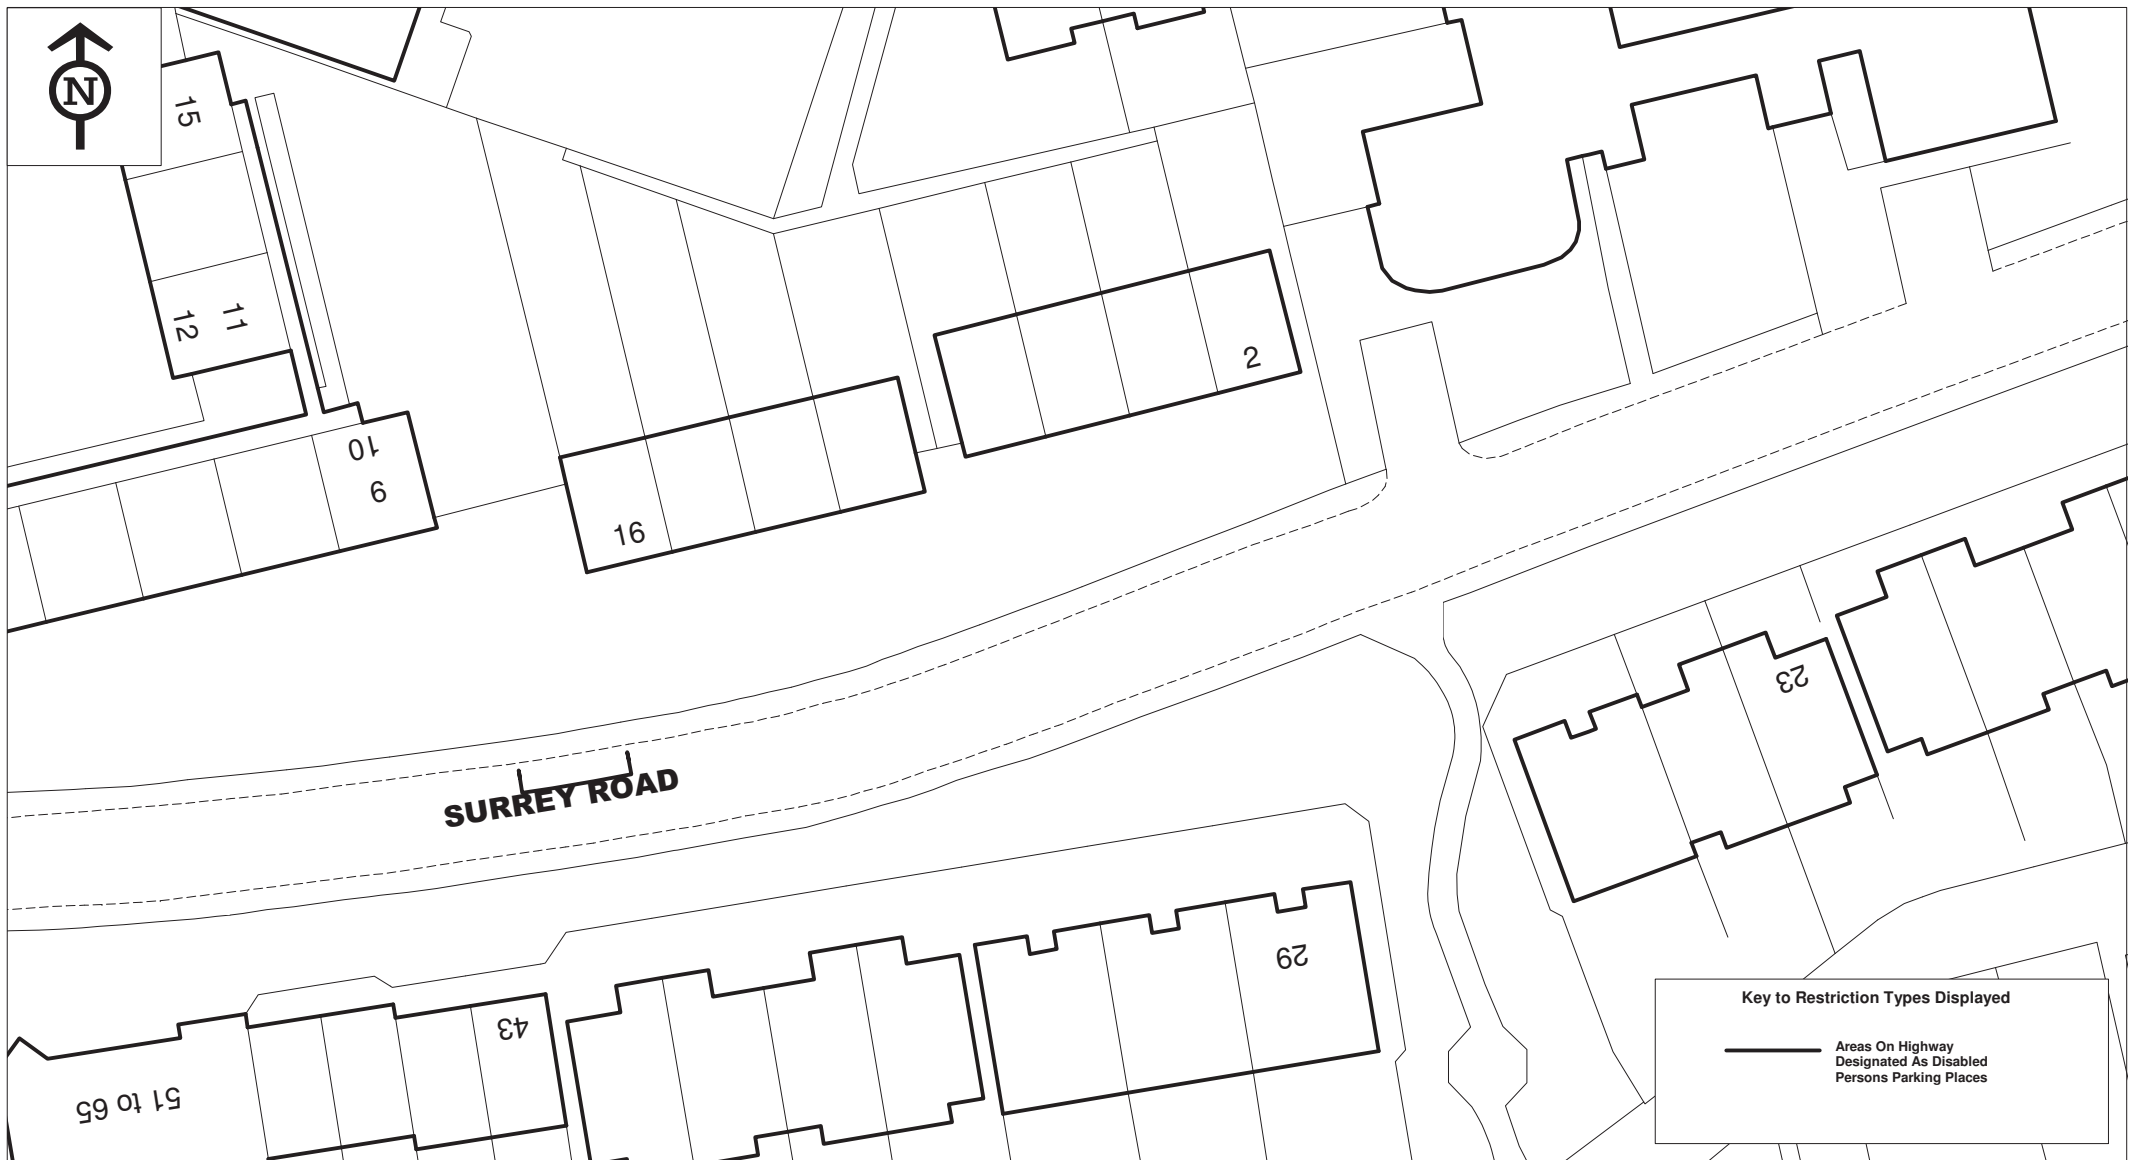 N
15
11
12
10
9
16
2
SURREY ROAD
23
29
43
51 to 65
Key to Restriction Types Displayed
Areas On Highway
Designated As Disabled
Persons Parking Places